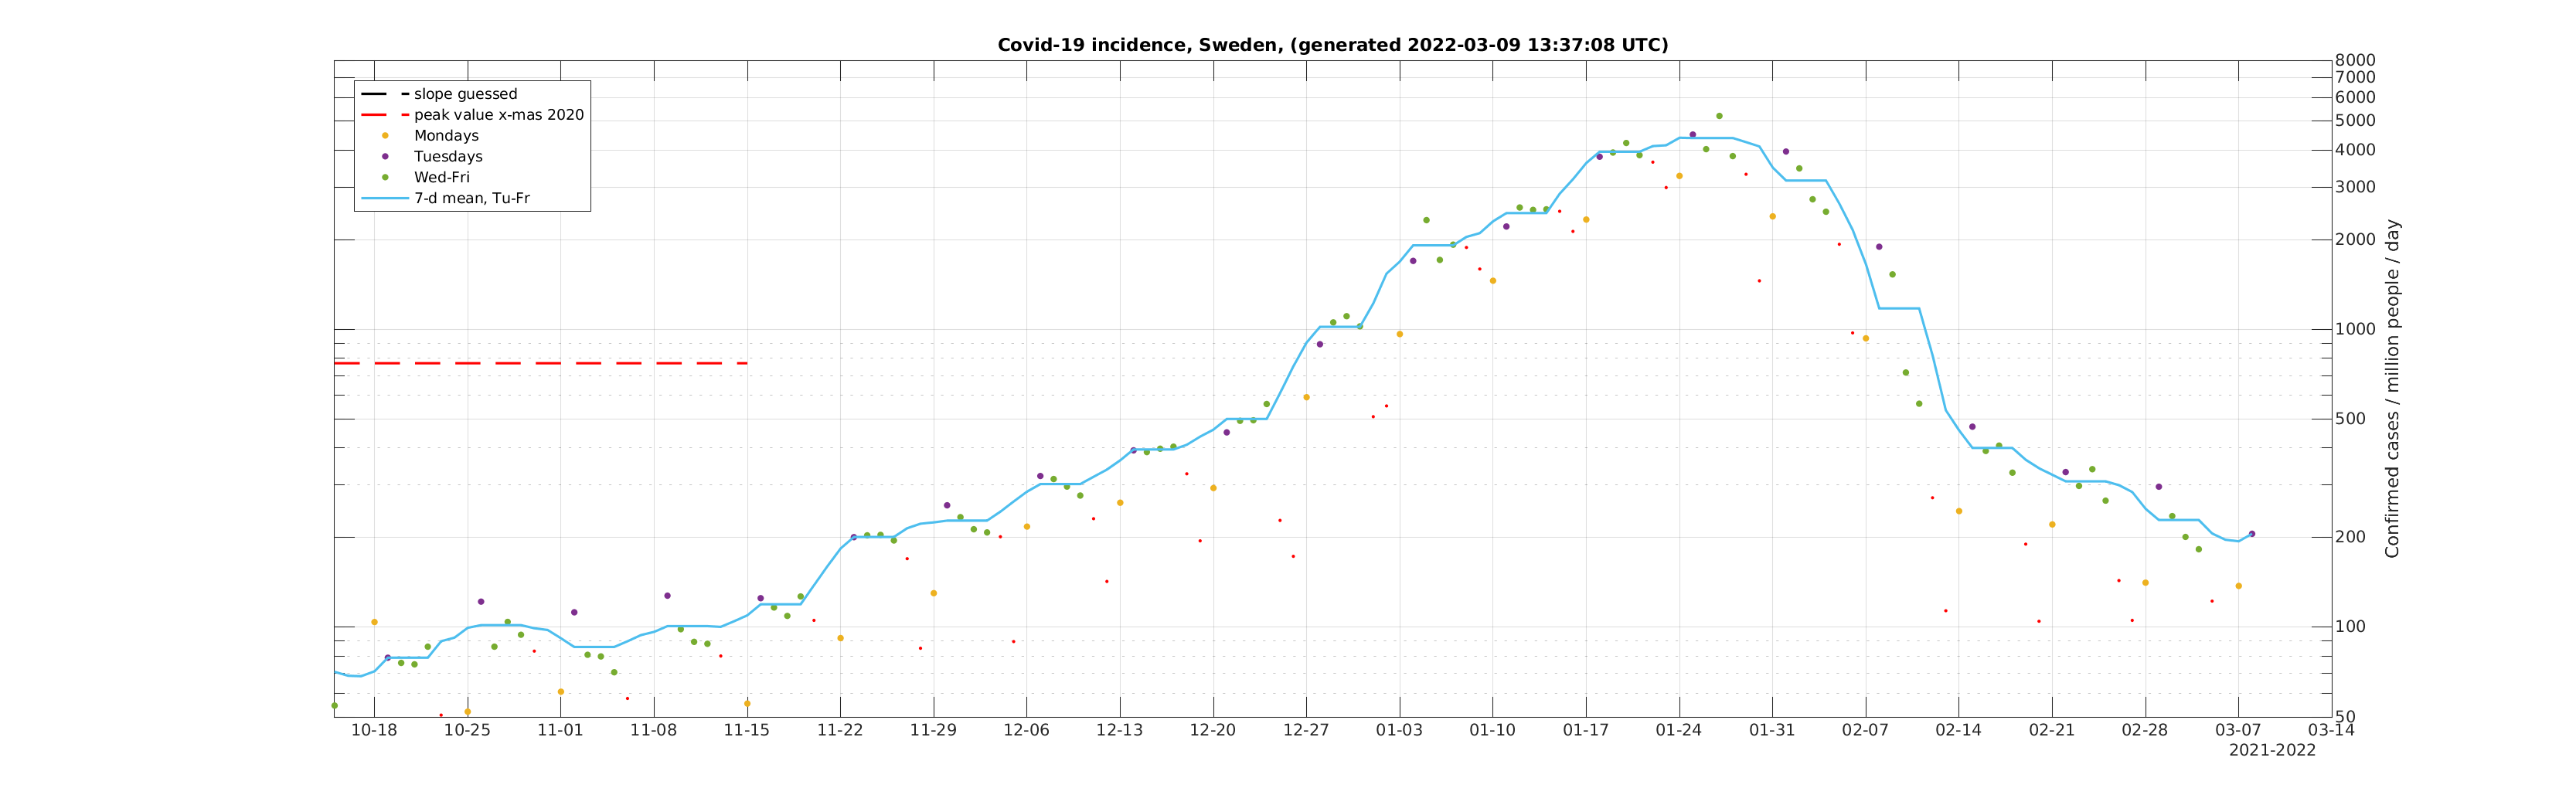 Covid-19 incidence, Sweden, (generated 2022-03-09 13:37:08 UTC)
slope guessed
peak value x-mas 2020
Mondays
Tuesdays
Wed-Fri
7-d mean, Tu-Fr
8000
7000
6000
5000
4000
3000
2000
1000
500
200
100
50
Confirmed cases / million people / day
10-18 10-25 11-01 11-08 11-15 11-22 11-29 12-06 12-13 12-20 12-27 01-03 01-10 01-17 01-24 01-31 02-07 02-14 02-21 02-28 03-07 03-14
2021-2022